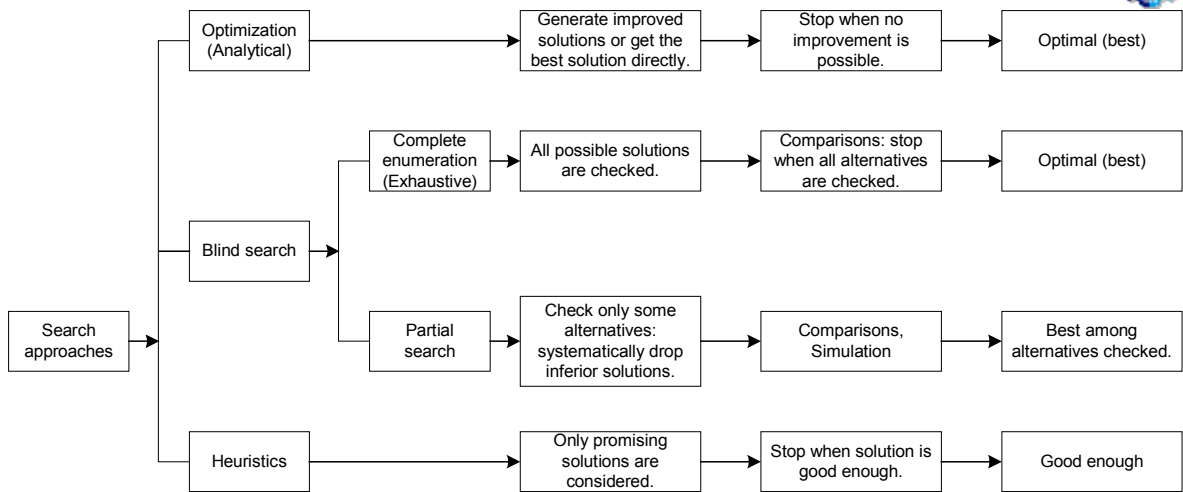 Optimization
(Analytical)
Generate improved
solutions or get the
best solution directly.
Stop when no
improvement is
possible.
Optimal (best)
Complete
enumeration
(Exhaustive)
All possible solutions
are checked.
Comparisons: stop
when all alternatives
are checked.
Optimal (best)
Blind search
Search
approaches
Partial
search
Check only some
alternatives:
systematically drop
inferior solutions.
Comparisons,
Simulation
Best among
alternatives checked.
Heuristics
Only promising
solutions are
considered.
Stop when solution is
good enough.
Good enough